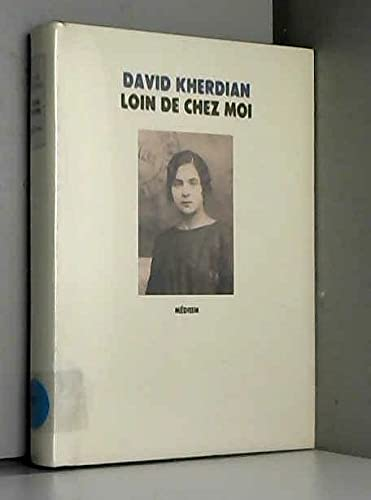 DAVID KHERDIAN
LOIN DE CHEZ MOI
MÉDIUM